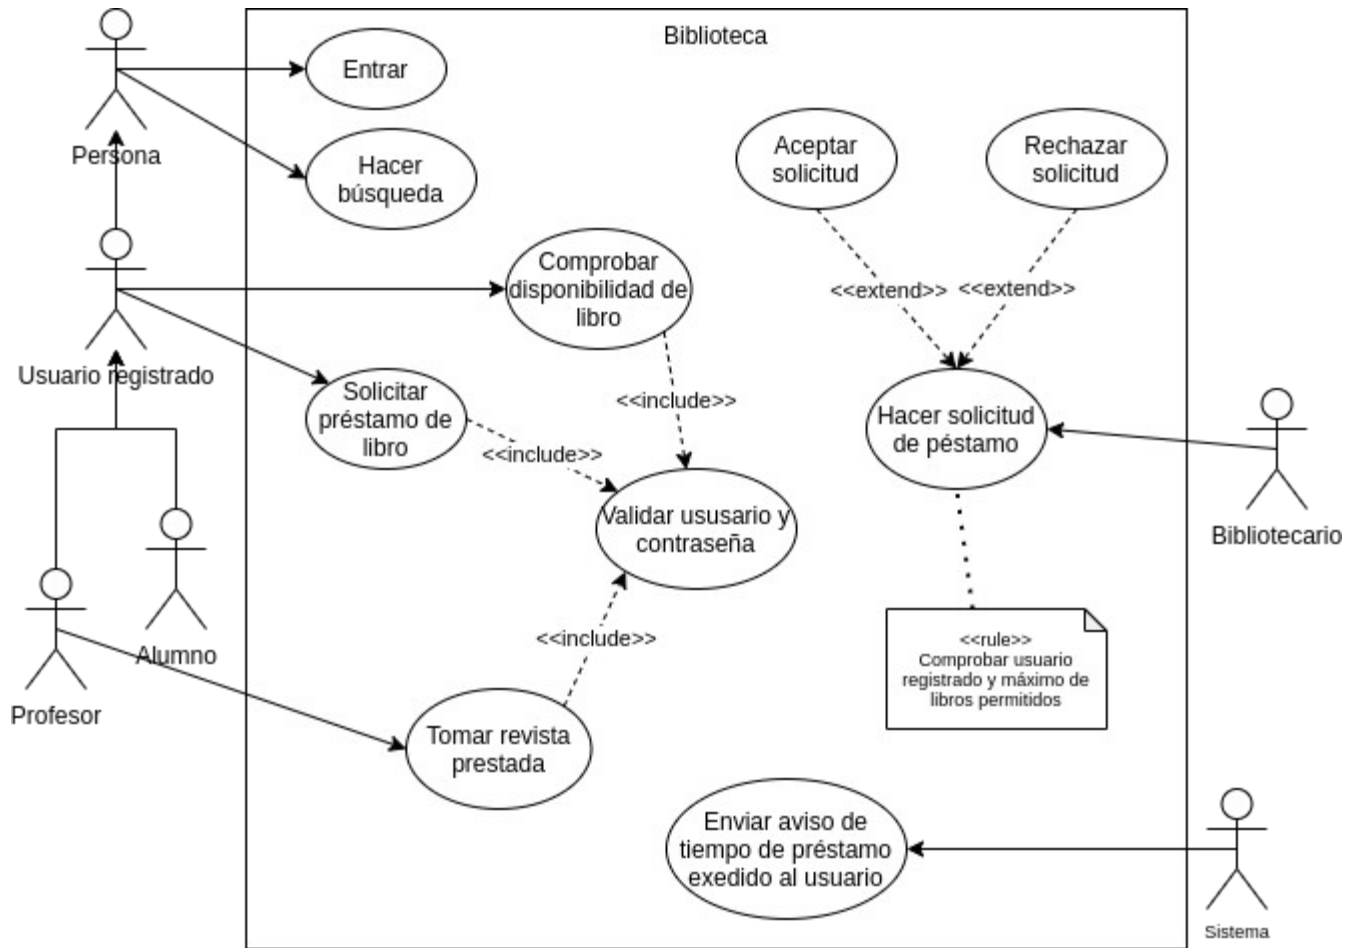 Biblioteca
Entrar
Persona
Hacer
búsqueda
Aceptar
solicitud
Rechazar
solicitud
Comprobar
disponibilidad de
libro
<<extend>>
<<extend>>
Usuario registrado
Solicitar
préstamo de
libro
<<include>>
<<include>>
Hacer solicitud
de péstamo
Validar ususario y
contraseña
Bibliotecario
Alumno
Profesor
<<include>>
<<rule>>
Comprobar usuario
registrado y máximo de
libros permitidos
Tomar revista
prestada
Enviar aviso de
tiempo de préstamo
exedido al usuario
Sistema